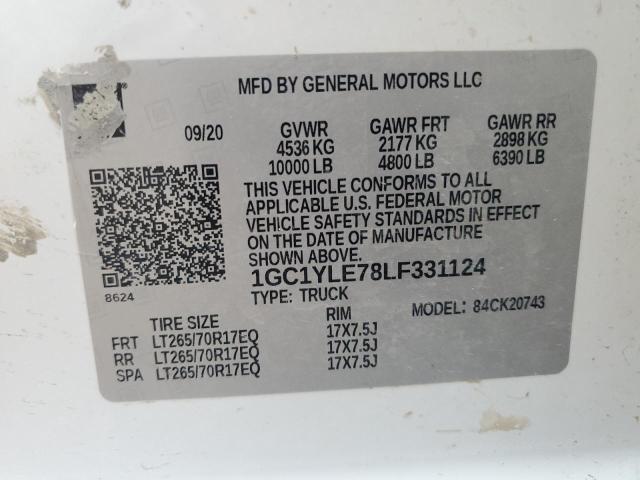 MFD BY GENERAL MOTORS LLC
09/20 GVWR GAWR FRT GAWR RR
4536 KG 2177 KG 2898 KG
10000 LB 4800 LB 6390 LB
THIS VEHICLE CONFORMS TO ALL
APPLICABLE U.S. FEDERAL MOTOR
VEHICLE SAFETY STANDARDS IN EFFECT
ON THE DATE OF MANUFACTURE
SHOWN ABOVE.
8624 1GC1YLE78LF331124
TYPE: TRUCK MODEL: 84CK20743
TIRE SIZE RIM
FRT LT265/70R17EQ 17X7.5J
RR LT265/70R17EQ 17X7.5J
SPA LT265/70R17EQ 17X7.5J